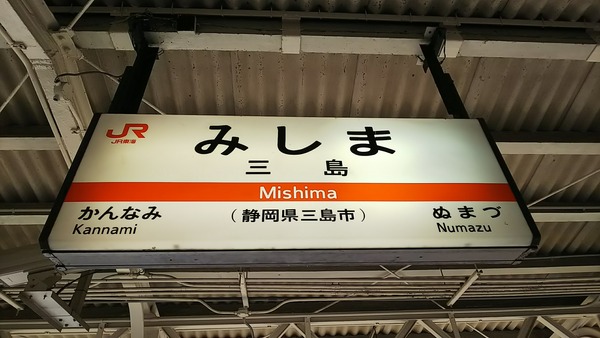 JR
JR東海
みしま
三島
Mishima
かんなみ
Kannami
（静岡県三島市）
ぬまづ
Numazu